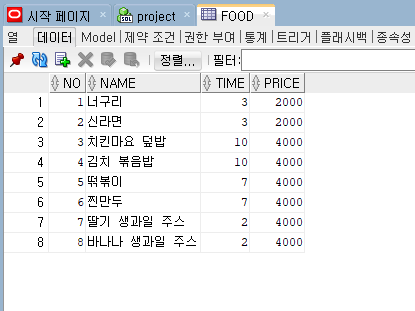 시작 페이지 project FOOD
열 데이터 Model 제약 조건 권한 부여 통계 트리거 플래시백 종속성
정렬... 필터:
NO NAME TIME PRICE
1 1 너구리 3 2000
2 2 신라면 3 2000
3 3 치킨마요 덮밥 10 4000
4 4 김치 볶음밥 10 4000
5 5 떢볶이 7 4000
6 6 찐만두 7 4000
7 7 딸기 생과일 주스 2 4000
8 8 바나나 생과일 주스 2 4000